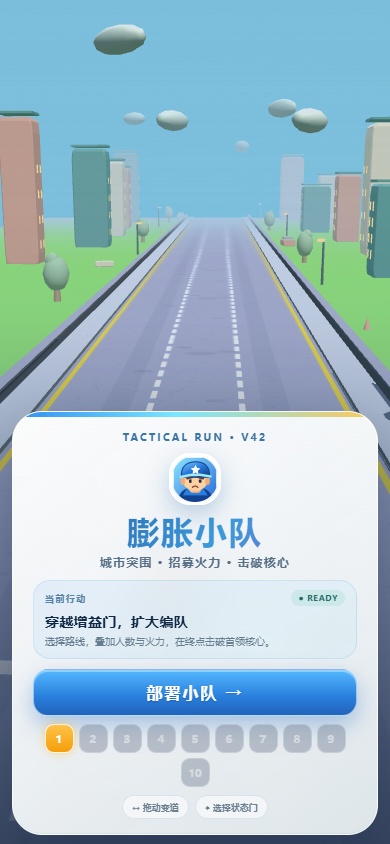 TACTICAL RUN • V42
膨胀小队
城市突围 • 招募火力 • 击破核心
当前行动
● READY
穿越增益门，扩大编队
选择路线，叠加人数与火力，在终点击破首领核心。
部署小队 →
1 2 3 4 5 6 7 8 9
10
↔ 拖动变道 ✦ 选择状态门